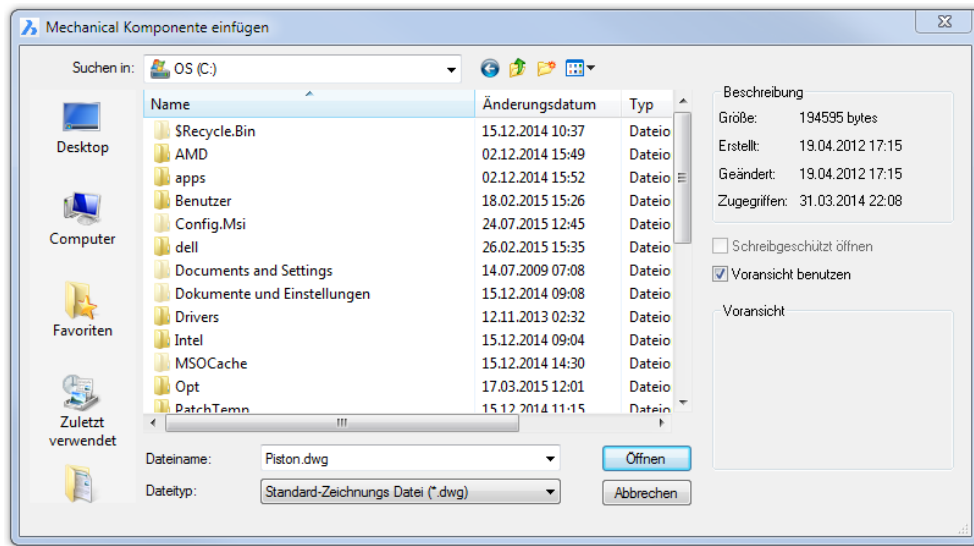 Mechanical Komponente einfügen
Suchen in: OS (C:)
Name Änderungsdatum Typ
$Recycle.Bin 15.12.2014 10:37 Dateio
AMD 02.12.2014 15:49 Dateio
apps 02.12.2014 15:52 Dateio
Benutzer 18.02.2015 15:26 Dateio
Config.Msi 24.07.2015 12:45 Dateio
dell 26.02.2015 15:35 Dateio
Documents and Settings 14.07.2009 07:08 Dateio
Dokumente und Einstellungen 15.12.2014 09:08 Dateio
Drivers 12.11.2013 02:32 Dateio
Intel 15.12.2014 09:04 Dateio
MSOCache 15.12.2014 14:30 Dateio
Opt 17.03.2015 12:01 Dateio
PatchTemp 15.12.2014 11:15 Dateio
Desktop
Computer
Favoriten
Zuletzt
verwendet
Dateiname: Piston.dwg Öffnen
Dateityp: Standard-Zeichnungs Datei (*.dwg) Abbrechen
Beschreibung
Größe: 194595 bytes
Erstellt: 19.04.2012 17:15
Geändert: 19.04.2012 17:15
Zugegriffen: 31.03.2014 22:08
Schreibgeschützt öffnen
Voransicht benutzen
Voransicht